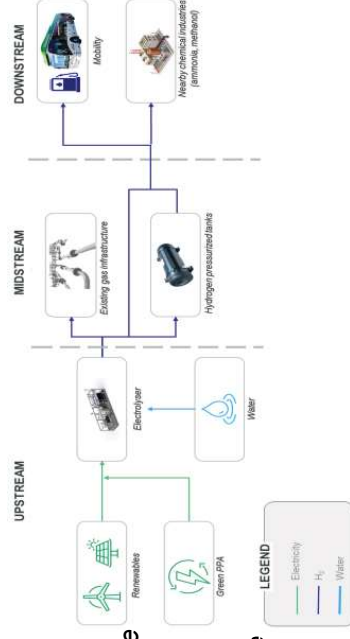 UPSTREAM
MIDSTREAM
DOWNSTREAM
Renewables
Green PPA
Electrolyser
Water
Existing gas infrastructure
Hydrogen pressurized tanks
Mobility
Nearby chemical industries
(ammonia, methanol)
LEGEND
Electricity
H₂
Water
e
e